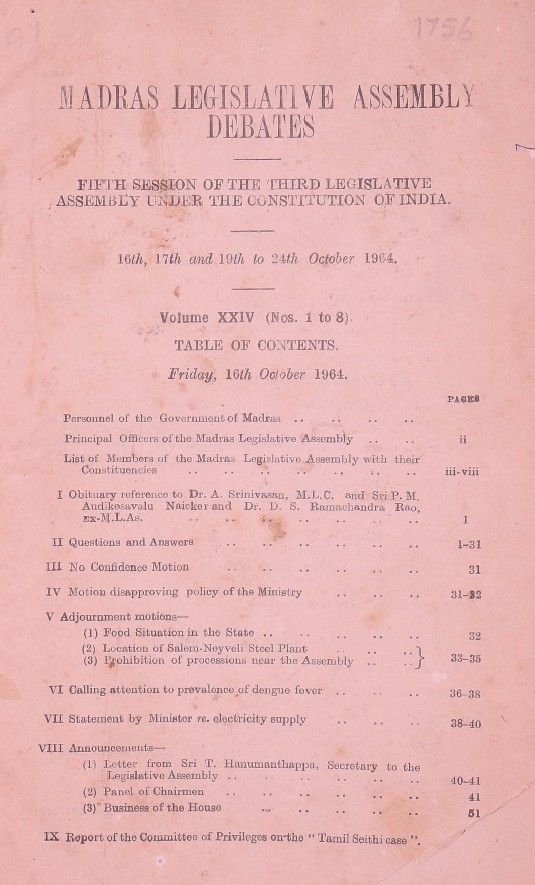 1756
MADRAS LEGISLATIVE ASSEMBLY
DEBATES
FIFTH SESSION OF THE THIRD LEGISLATIVE
ASSEMBLY UNDER THE CONSTITUTION OF INDIA.
16th, 17th and 19th to 24th October 1964.
Volume XXIV (Nos. 1 to 8).
TABLE OF CONTENTS.
Friday, 16th October 1964.
PAGES
Personnel of the Government of Madras .. .. .. ..
Principal Officers of the Madras Legislative Assembly .. .. ii
List of Members of the Madras Legislative Assembly with their
Constituencies .. .. .. .. .. .. .. iii-viii
I Obituary reference to Dr. A. Srinivasan, M.L.C. and Sri P. M.
Audikesavalu Naicker and Dr. D. S. Ramachandra Rao,
EX-M.L.As. .. .. .. .. .. .. .. 1
II Questions and Answers .. .. .. .. .. .. 1-31
III No Confidence Motion .. .. .. .. .. .. 31
IV Motion disapproving policy of the Ministry .. .. .. 31-32
V Adjournment motions—
(1) Food Situation in the State .. .. .. .. .. 32
(2) Location of Salem-Neyveli Steel Plant .. .. ..
(3) Prohibition of processions near the Assembly .. .. } 33-35
VI Calling attention to prevalence of dengue fever .. .. .. 36-38
VII Statement by Minister re. electricity supply .. .. .. 38-40
VIII Announcements—
(1) Letter from Sri T. Hanumanthappa, Secretary to the
Legislative Assembly .. .. .. .. .. .. 40-41
(2) Panel of Chairmen .. .. .. .. .. .. 41
(3) Business of the House .. .. .. .. .. 51
IX Report of the Committee of Privileges on the "Tamil Seithi case".